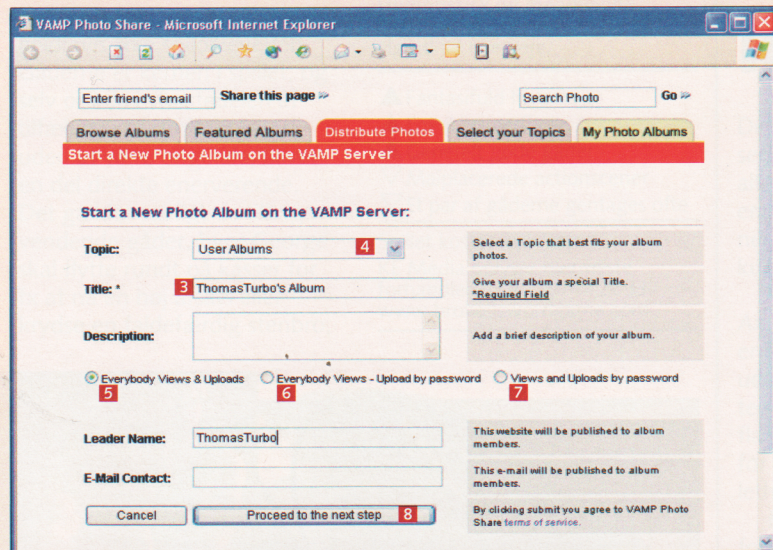 VAMP Photo Share - Microsoft Internet Explorer
Enter friend's email Share this page » Search Photo Go »
Browse Albums Featured Albums Distribute Photos Select your Topics My Photo Albums
Start a New Photo Album on the VAMP Server
Start a New Photo Album on the VAMP Server:
Topic: User Albums 4 Select a Topic that best fits your album
photos.
Title: * 3 ThomasTurbo's Album Give your album a special Title.
*Required Field
Description: Add a brief description of your album.
Everybody Views & Uploads Everybody Views - Upload by password Views and Uploads by password
5 6 7
Leader Name: ThomasTurbo This website will be published to album
members.
E-Mail Contact: This e-mail will be published to album
members.
Cancel Proceed to the next step 8 By clicking submit you agree to VAMP Photo
Share terms of service.